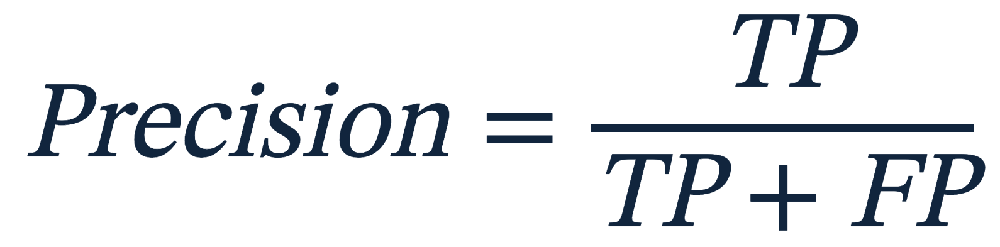 Precision = TP
TP + FP